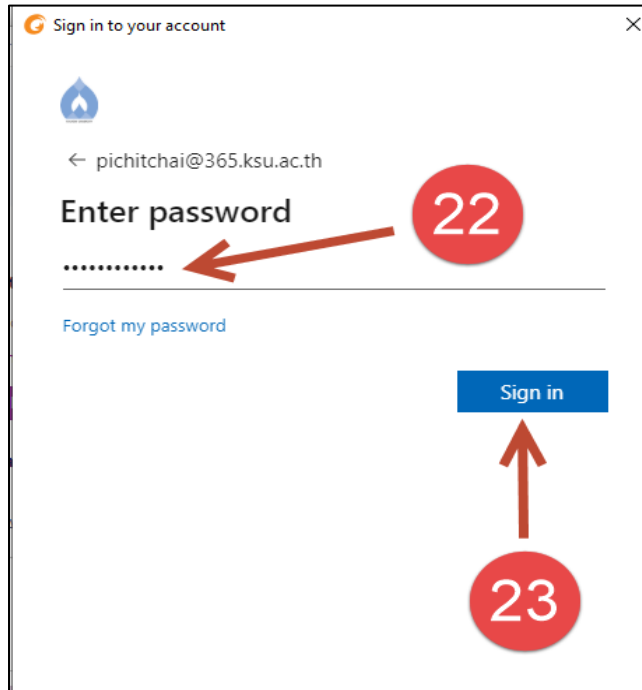 Sign in to your account
← pichitchai@365.ksu.ac.th
Enter password
••••••••••••
22
Forgot my password
Sign in
23